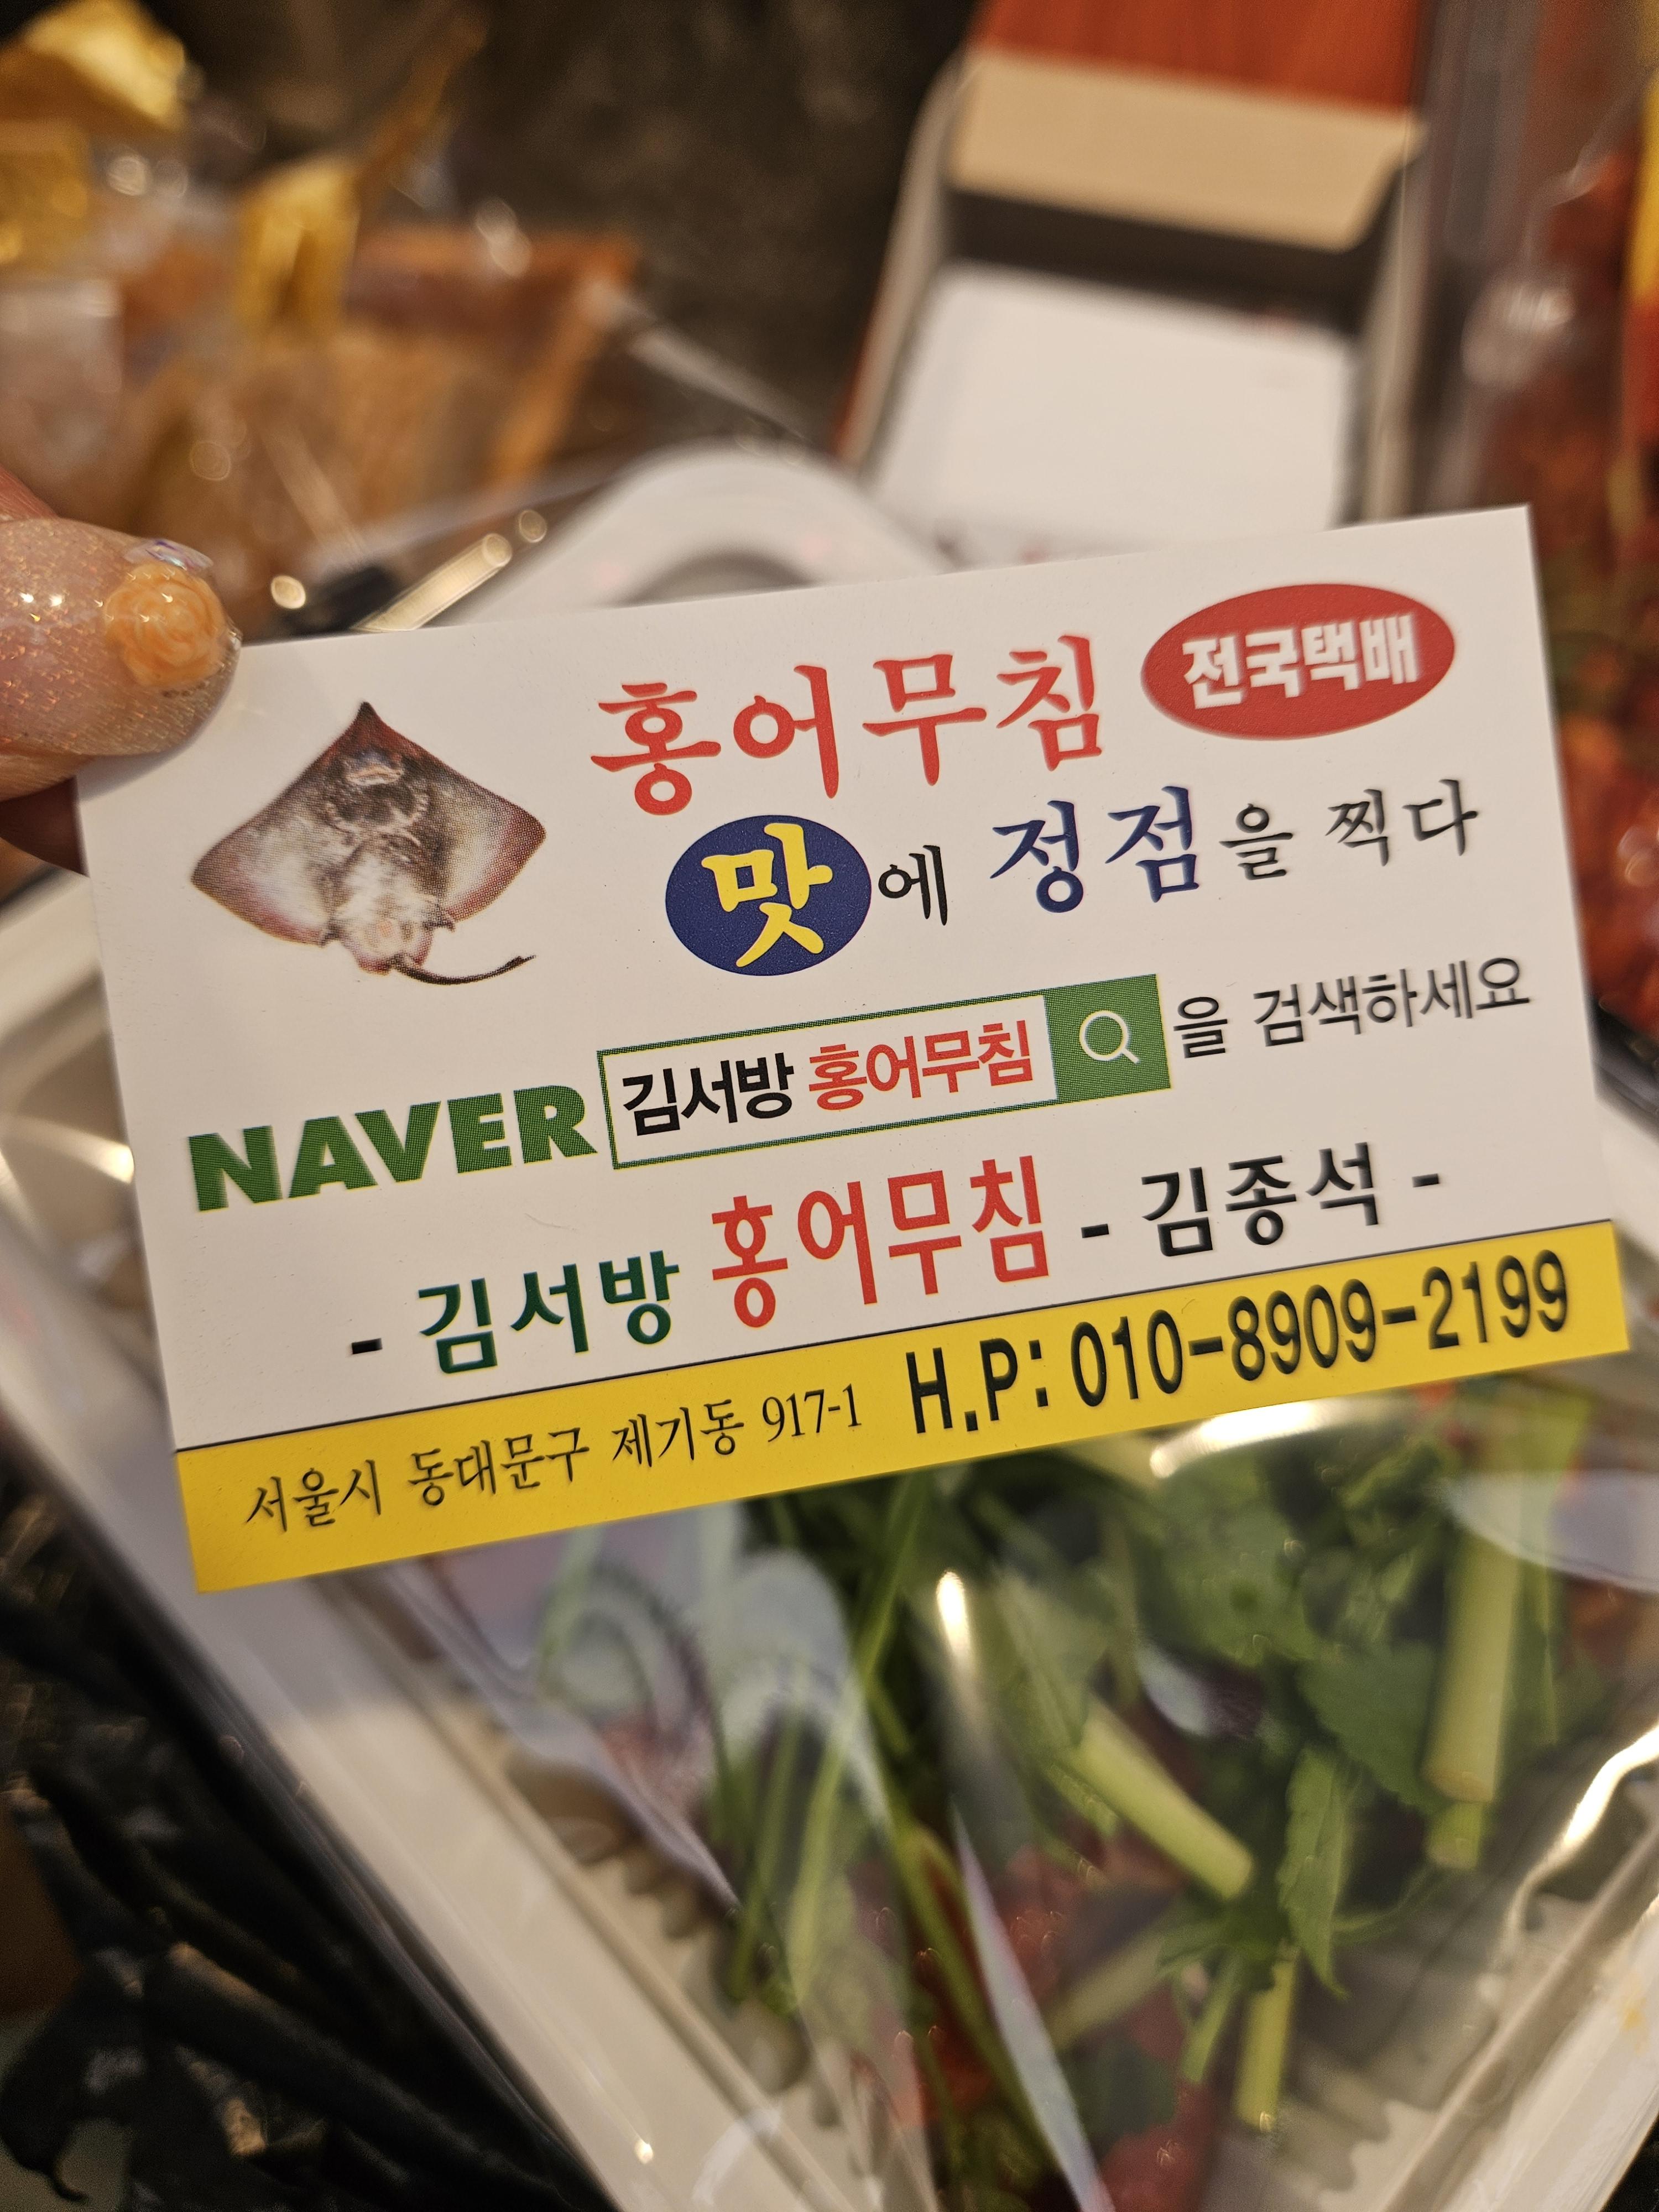 홍어무침 전국택배
맛에 정점을 찍다
NAVER 김서방 홍어무침 을 검색하세요
- 김서방 홍어무침 - 김종석 -
서울시 동대문구 제기동 917-1 H.P: 010-8909-2199